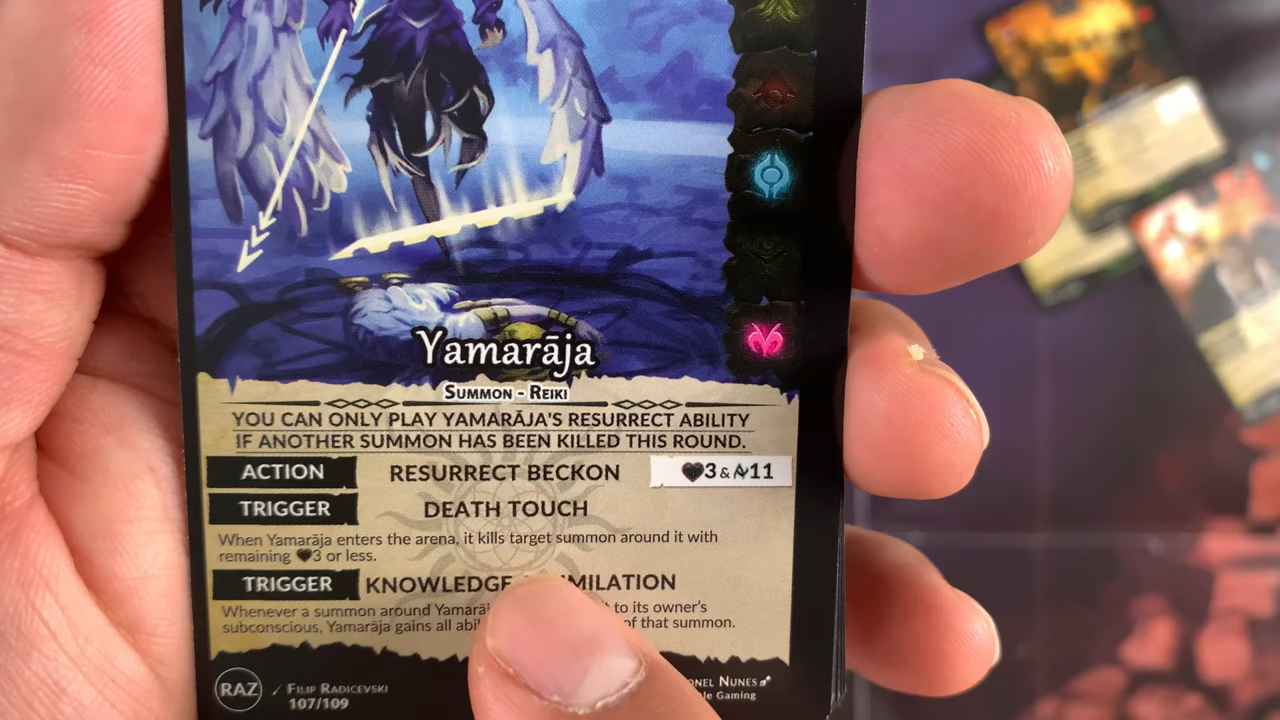 Yamarāja
SUMMON - REIKI
YOU CAN ONLY PLAY YAMARĀJA'S RESURRECT ABILITY
IF ANOTHER SUMMON HAS BEEN KILLED THIS ROUND.
ACTION RESURRECT BECKON 3 & 11
TRIGGER DEATH TOUCH
When Yamarāja enters the arena, it kills target summon around it with
remaining 3 or less.
TRIGGER KNOWLEDGE
Whenever a summon around to its owner's
subconscious, Yamarāja gains all of that summon.
RAZ FILIP RADICEVSKI NUNES
107/109 Gaming